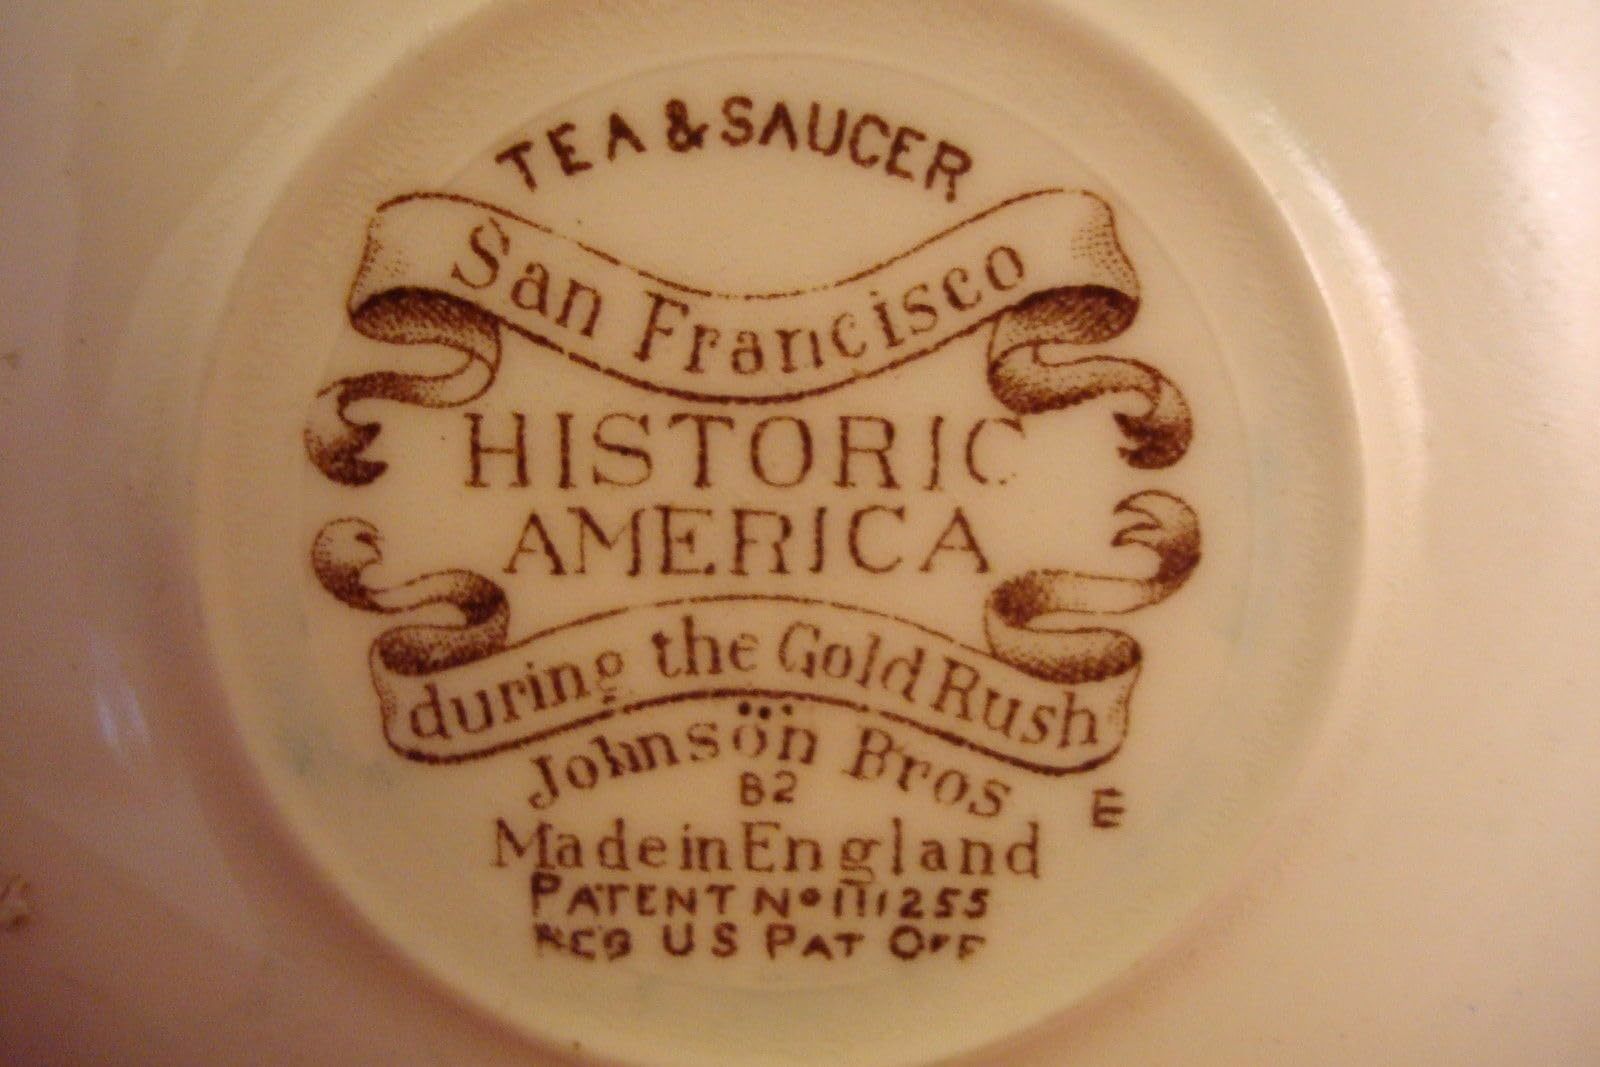 TEA & SAUCER
San Francisco
HISTORIC
AMERICA
during the Gold Rush
Johnson Bros
B2
E
Made in England
PATENT No 111255
REG US PAT OFF